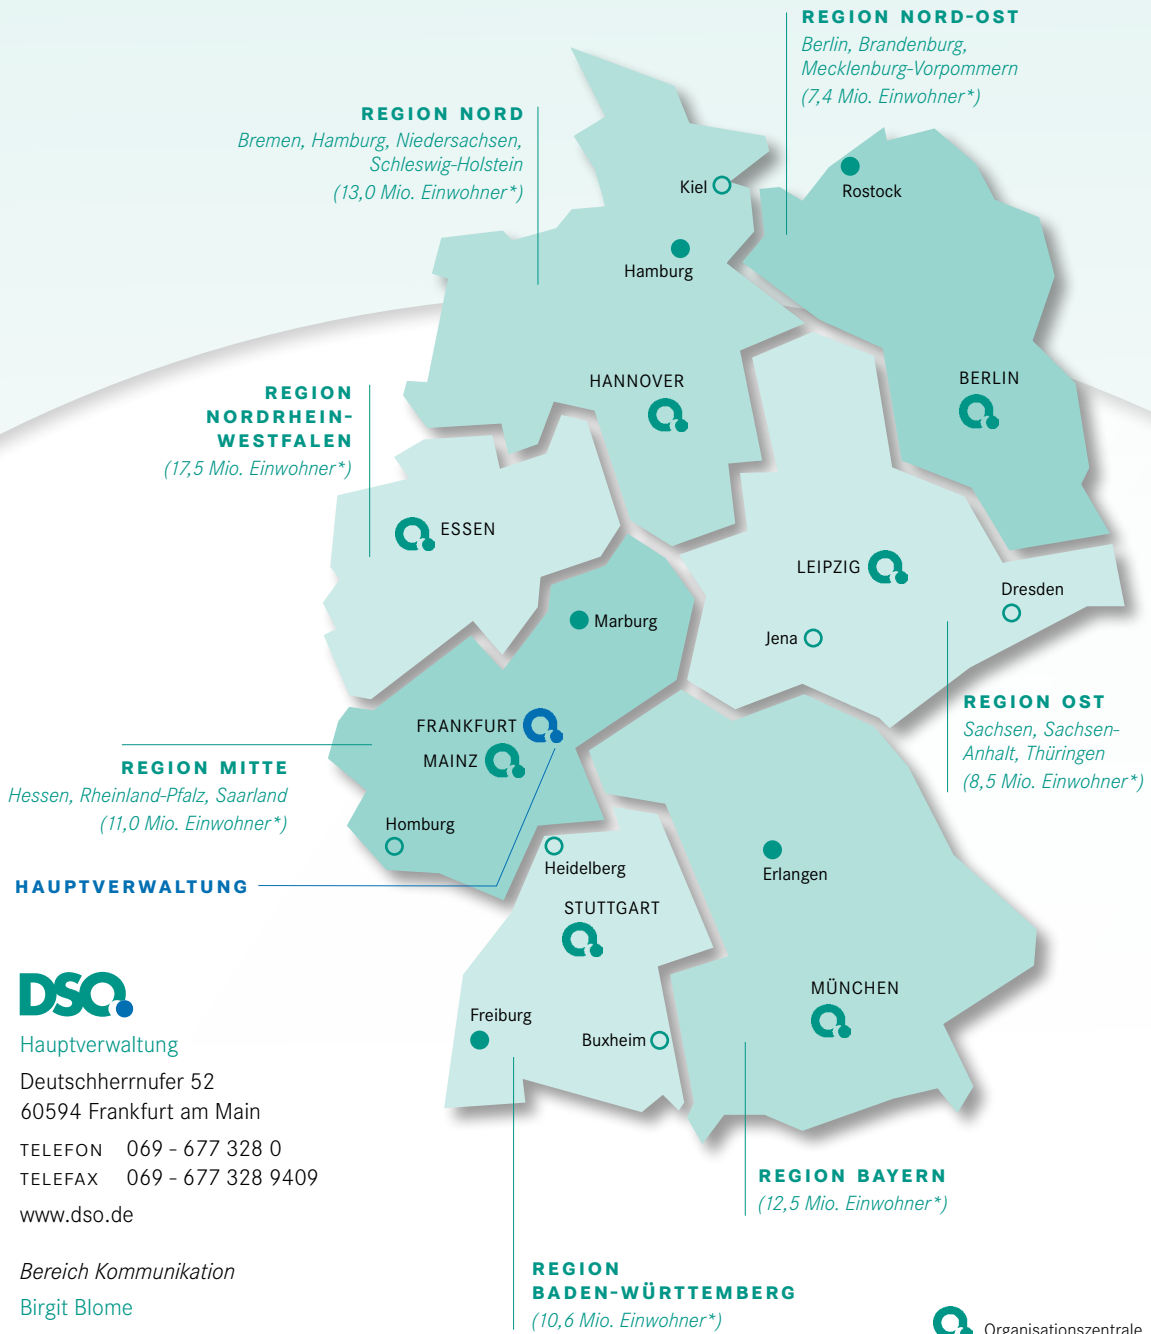 REGION NORD-OST
Berlin, Brandenburg,
Mecklenburg-Vorpommern
(7,4 Mio. Einwohner*)
REGION NORD
Bremen, Hamburg, Niedersachsen,
Schleswig-Holstein
(13,0 Mio. Einwohner*)
Kiel
Rostock
Hamburg
HANNOVER
BERLIN
REGION
NORDRHEIN-
WESTFALEN
(17,5 Mio. Einwohner*)
ESSEN
LEIPZIG
Dresden
Jena
Marburg
REGION OST
Sachsen, Sachsen-
Anhalt, Thüringen
(8,5 Mio. Einwohner*)
FRANKFURT
MAINZ
REGION MITTE
Hessen, Rheinland-Pfalz, Saarland
(11,0 Mio. Einwohner*)
Homburg
HAUPTVERWALTUNG
Heidelberg
Erlangen
STUTTGART
MÜNCHEN
Freiburg
Buxheim
DSO
Hauptverwaltung
Deutschherrnufer 52
60594 Frankfurt am Main
TELEFON 069 - 677 328 0
TELEFAX 069 - 677 328 9409
www.dso.de
Bereich Kommunikation
Birgit Blome
REGION BAYERN
(12,5 Mio. Einwohner*)
REGION
BADEN-WÜRTTEMBERG
(10,6 Mio. Einwohner*)
Organisationszentrale